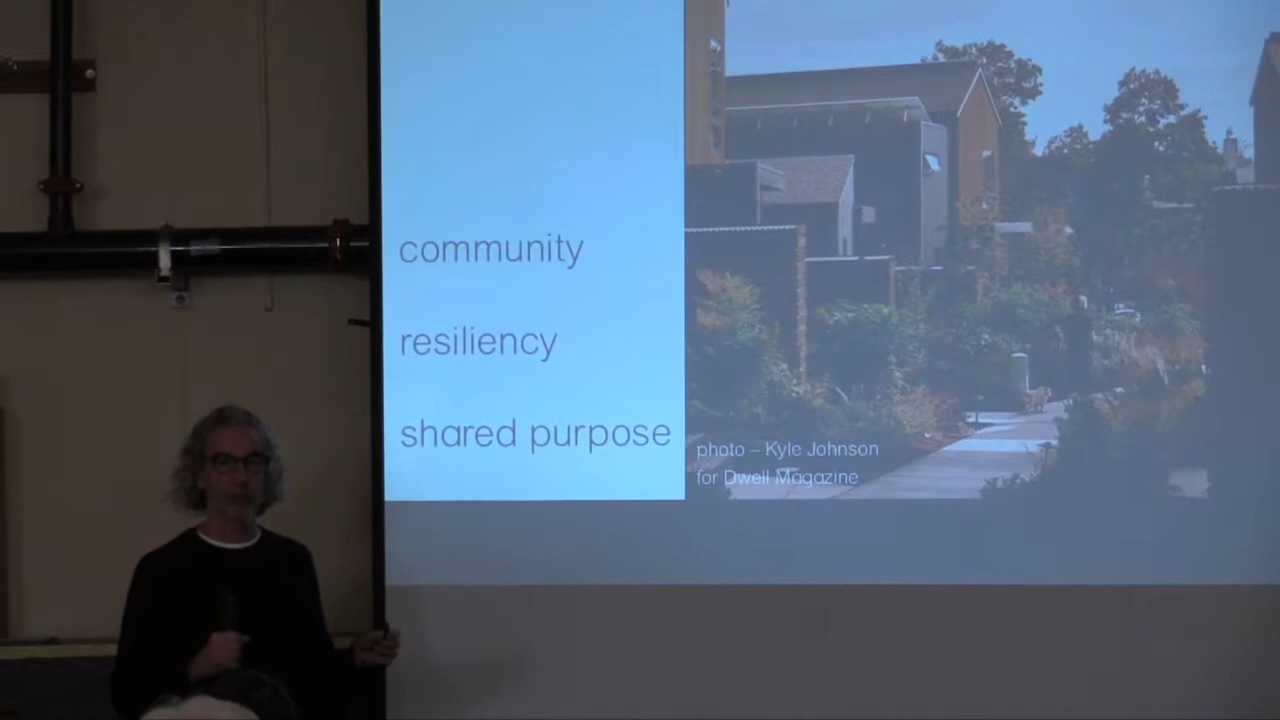 community
resiliency
shared purpose
photo – Kyle Johnson
for Dwell Magazine